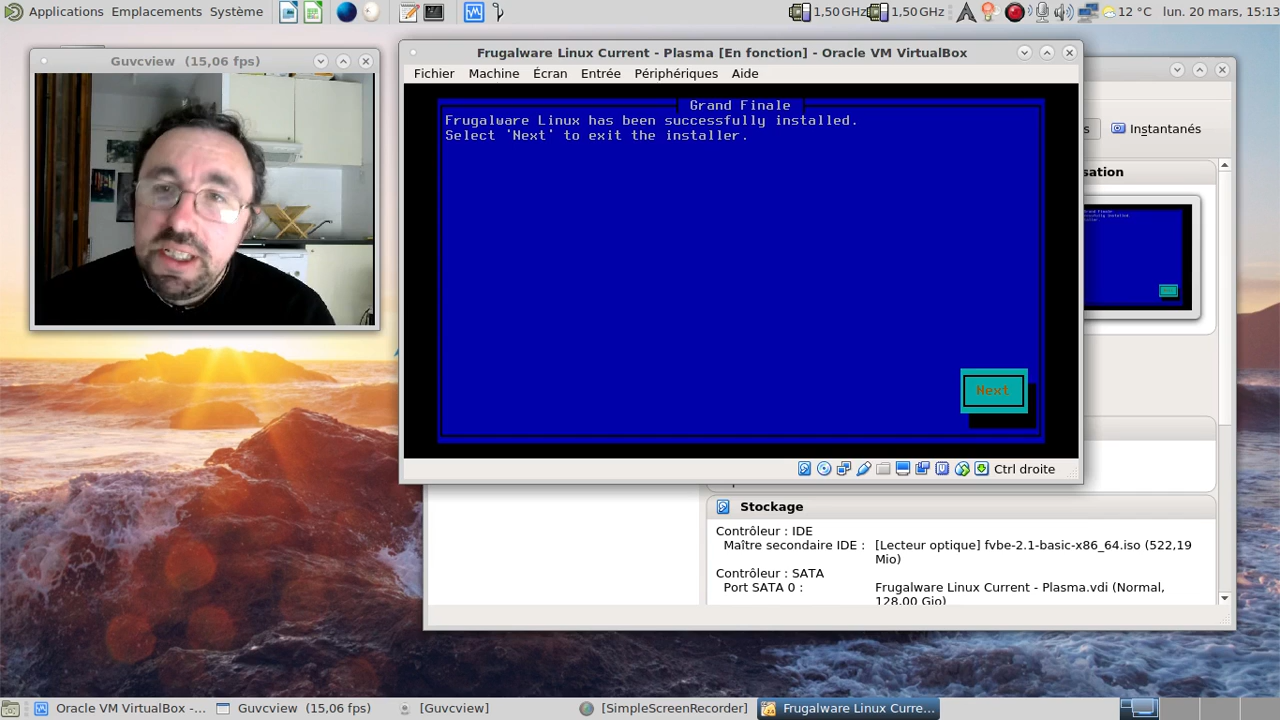 Applications Emplacements Système
1,50 GHz
1,50 GHz
12 °C
lun. 20 mars, 15:13
Guvcview (15,06 fps)
Frugalware Linux Current - Plasma [En fonction] - Oracle VM VirtualBox
Fichier Machine Écran Entrée Périphériques Aide
Grand Finale
Frugalware Linux has been successfully installed.
Select 'Next' to exit the installer.
Next
Ctrl droite
s
Instantanés
sation
Stockage
Contrôleur : IDE
Maître secondaire IDE : [Lecteur optique] fvbe-2.1-basic-x86_64.iso (522,19
Mio)
Contrôleur : SATA
Port SATA 0 : Frugalware Linux Current - Plasma.vdi (Normal,
128,00 Gio)
Oracle VM VirtualBox -...
Guvcview (15,06 fps)
[Guvcview]
[SimpleScreenRecorder]
Frugalware Linux Curre...